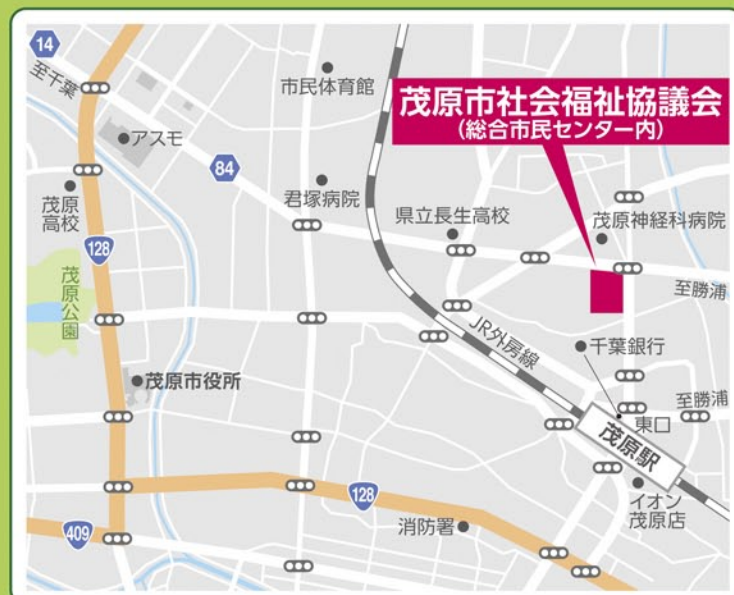 14
至千葉
市民体育館
茂原市社会福祉協議会
(総合市民センター内)
アスモ
84
君塚病院
茂原
高校
県立長生高校
茂原神経科病院
128
茂原公園
至勝浦
JR外房線
千葉銀行
茂原市役所
至勝浦
東口
茂原駅
128
イオン
茂原店
409
消防署